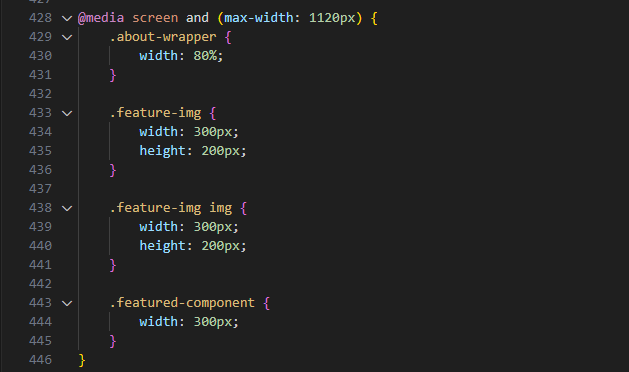 427
428 @media screen and (max-width: 1120px) {
429 .about-wrapper {
430 width: 80%;
431 }
432
433 .feature-img {
434 width: 300px;
435 height: 200px;
436 }
437
438 .feature-img img {
439 width: 300px;
440 height: 200px;
441 }
442
443 .featured-component {
444 width: 300px;
445 }
446 }